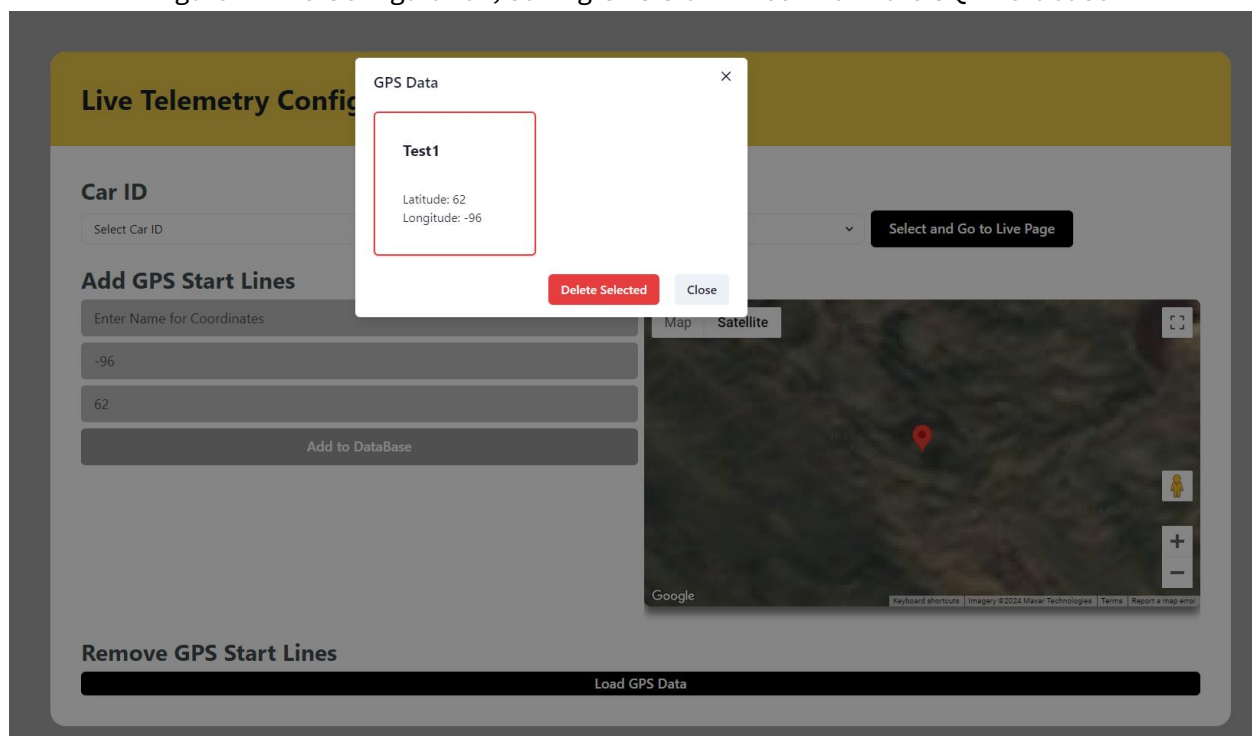 Live Telemetry Config
GPS Data
Test1
Latitude: 62
Longitude: -96
Delete Selected
Close
Car ID
Select Car ID
Select and Go to Live Page
Add GPS Start Lines
Enter Name for Coordinates
-96
62
Add to DataBase
Map Satellite
Google
Keyboard shortcuts Imagery ©2024 Maxar Technologies Terms Report a map error
Remove GPS Start Lines
Load GPS Data